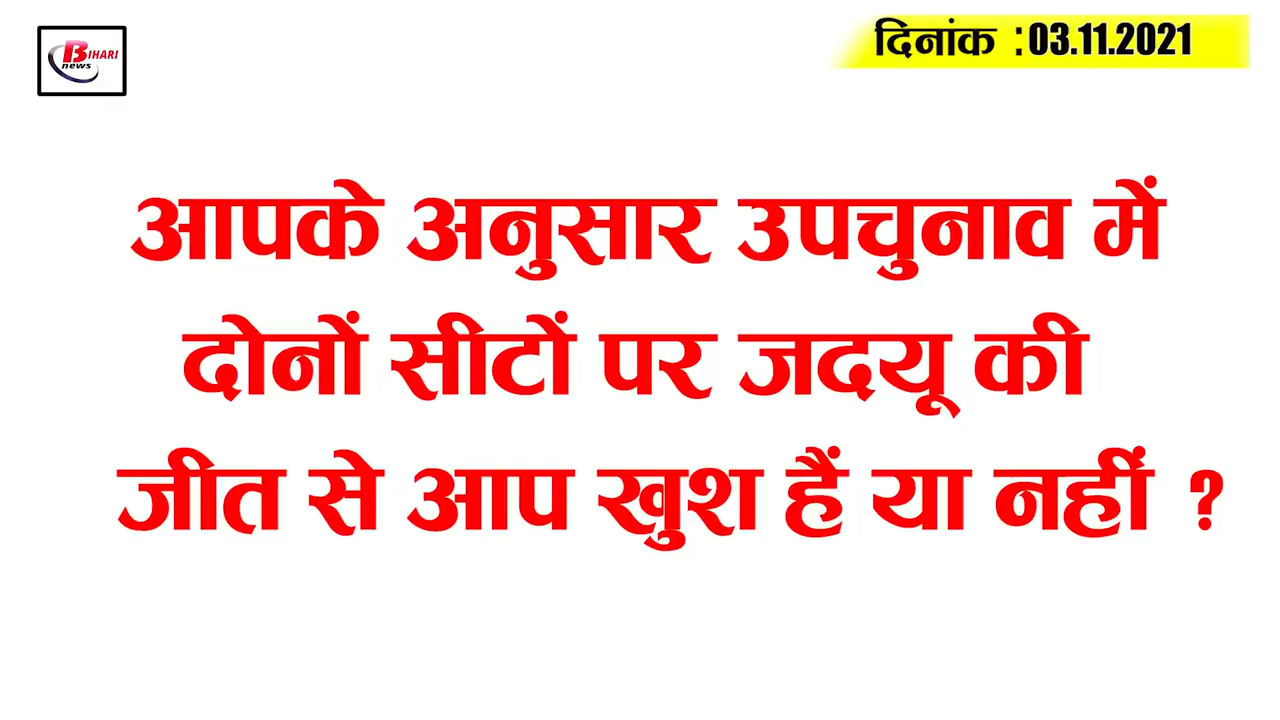 BIHARI
news
दिनांक :03.11.2021
आपके अनुसार उपचुनाव में
दोनों सीटों पर जदयू की
जीत से आप खुश हैं या नहीं ?